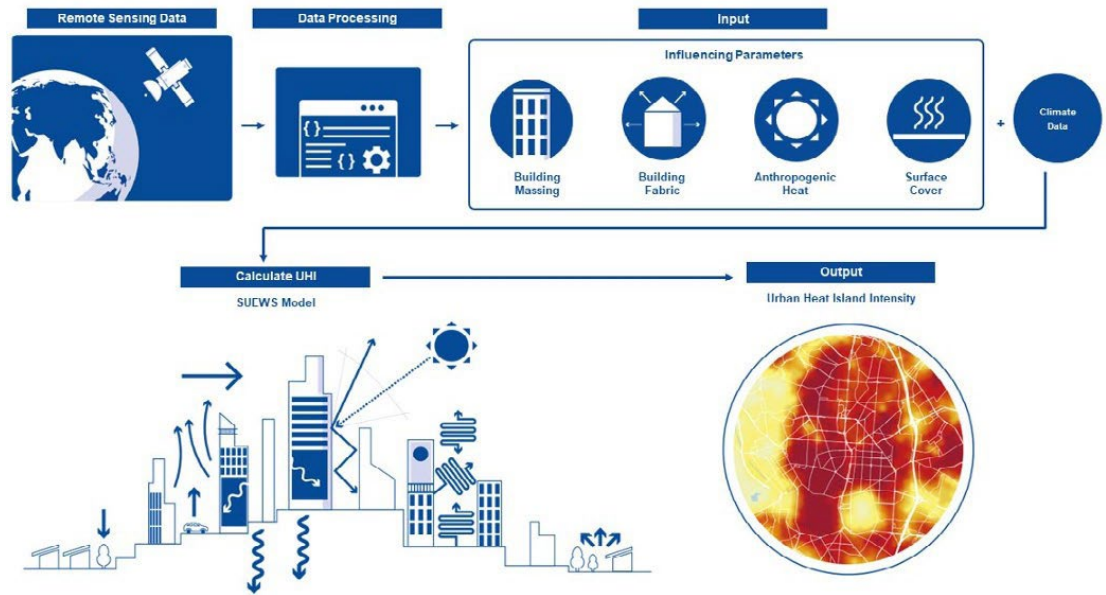 Remote Sensing Data
Data Processing
Input
Influencing Parameters
{}
{}
Building
Massing
Building
Fabric
Anthropogenic
Heat
Surface
Cover
+
Climate
Data
Calculate UHI
SUEWS Model
Output
Urban Heat Island Intensity